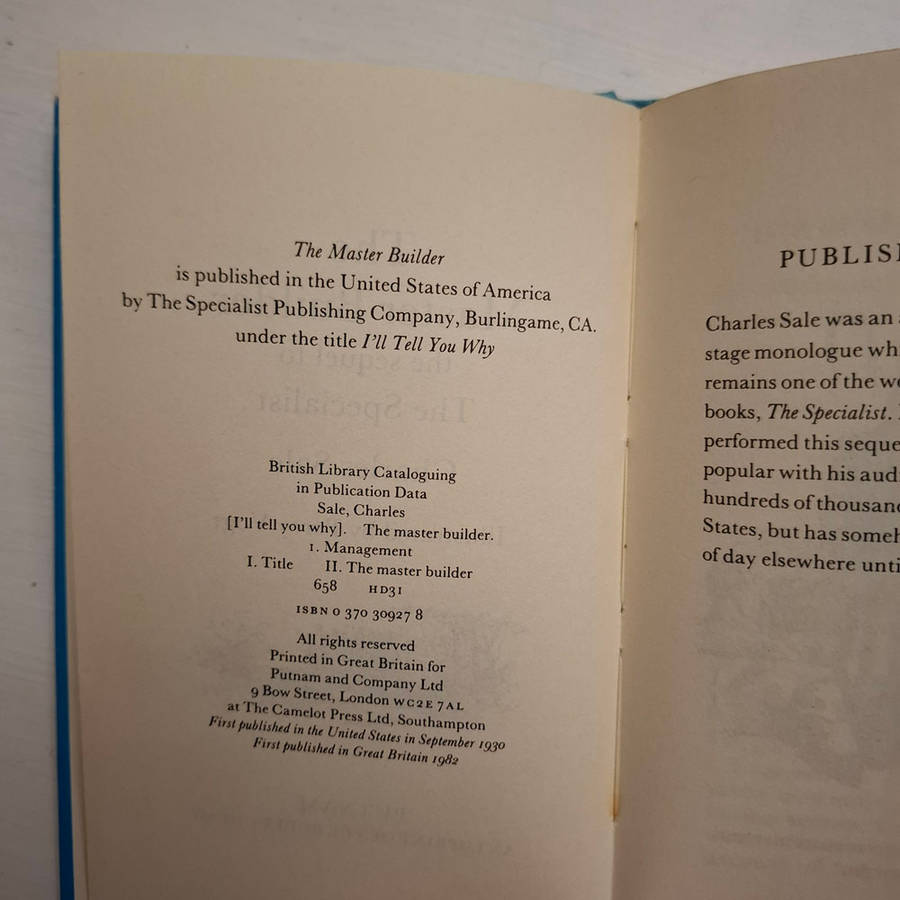 The Master Builder
is published in the United States of America
by The Specialist Publishing Company, Burlingame, CA.
under the title I'll Tell You Why
British Library Cataloguing
in Publication Data
Sale, Charles
[I'll tell you why]. The master builder.
1. Management
I. Title II. The master builder
658 HD31
ISBN 0 370 30927 8
All rights reserved
Printed in Great Britain for
Putnam and Company Ltd
9 Bow Street, London WC2E 7AL
at The Camelot Press Ltd, Southampton
First published in the United States in September 1930
First published in Great Britain 1982
PUBLIS
Charles Sale was an
stage monologue wh
remains one of the w
books, The Specialist.
performed this seque
popular with his aud
hundreds of thousan
States, but has someh
of day elsewhere unti